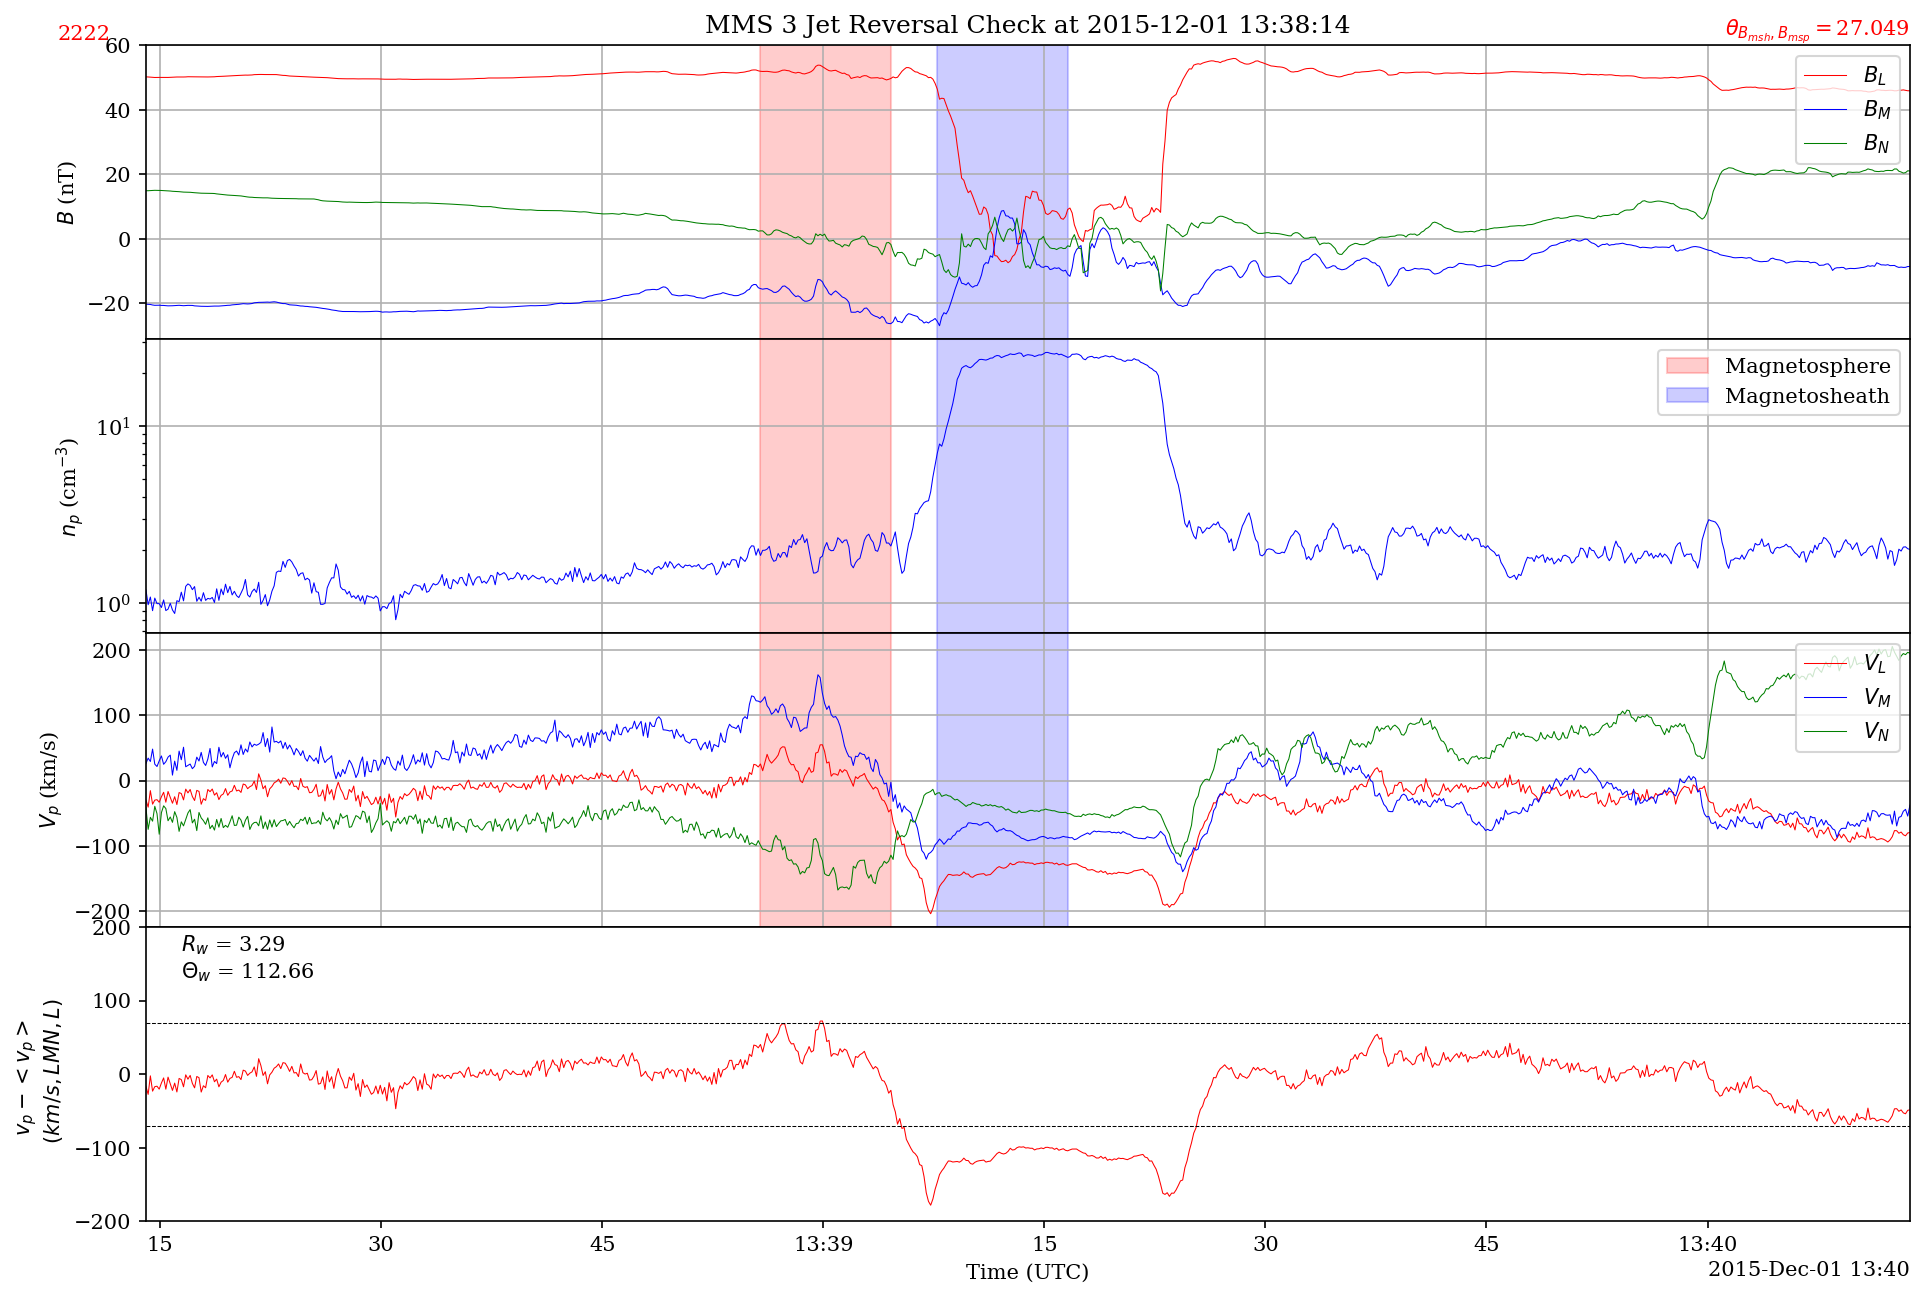 MMS 3 Jet Reversal Check at 2015-12-01 13:38:14
2222
θ_{B_{msh}, B_{msp}} = 27.049
60
40
20
0
−20
B (nT)
B_L
B_M
B_N
10^1
10^0
n_p (cm^{−3})
Magnetosphere
Magnetosheath
200
100
0
−100
−200
V_p (km/s)
V_L
V_M
V_N
200
100
0
−100
−200
v_p − < v_p >
(km/s, LMN, L)
R_w = 3.29
Θ_w = 112.66
15 30 45 13:39 15 30 45 13:40
Time (UTC)
2015-Dec-01 13:40